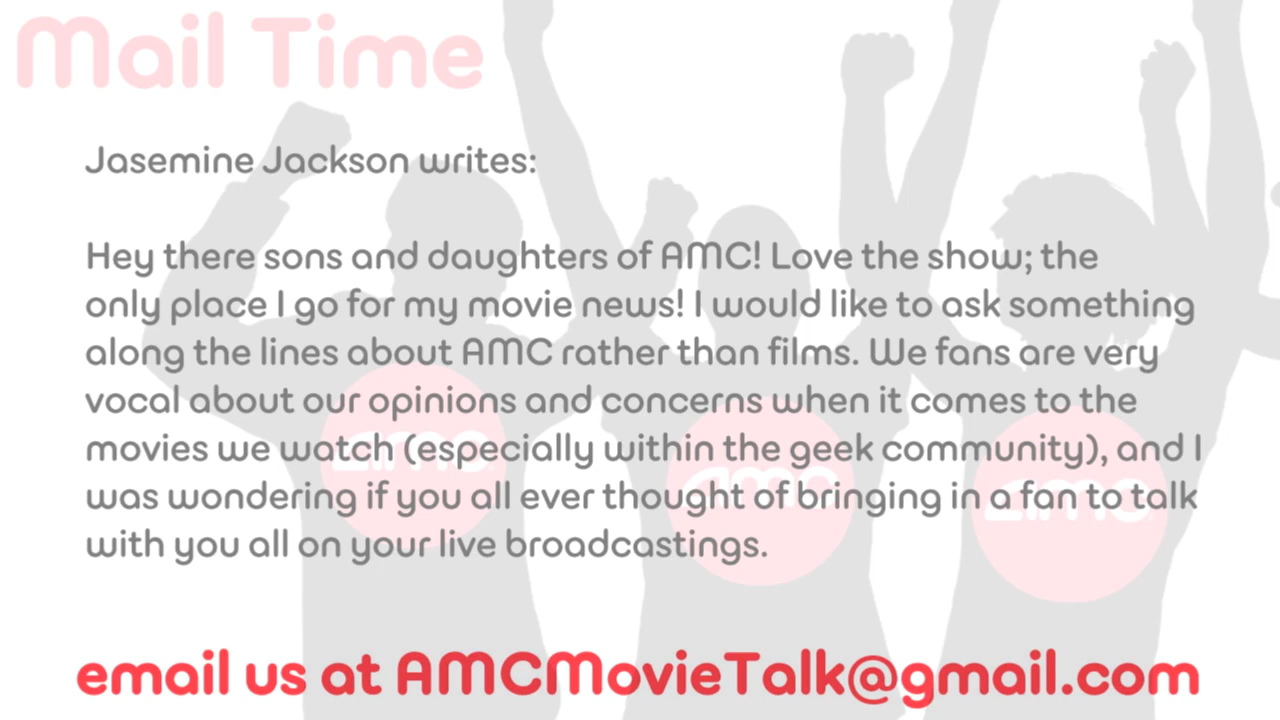 Mail Time
Jasemine Jackson writes:
Hey there sons and daughters of AMC! Love the show; the
only place I go for my movie news! I would like to ask something
along the lines about AMC rather than films. We fans are very
vocal about our opinions and concerns when it comes to the
movies we watch (especially within the geek community), and I
was wondering if you all ever thought of bringing in a fan to talk
with you all on your live broadcastings.
amc amc amc
email us at AMCMovieTalk@gmail.com